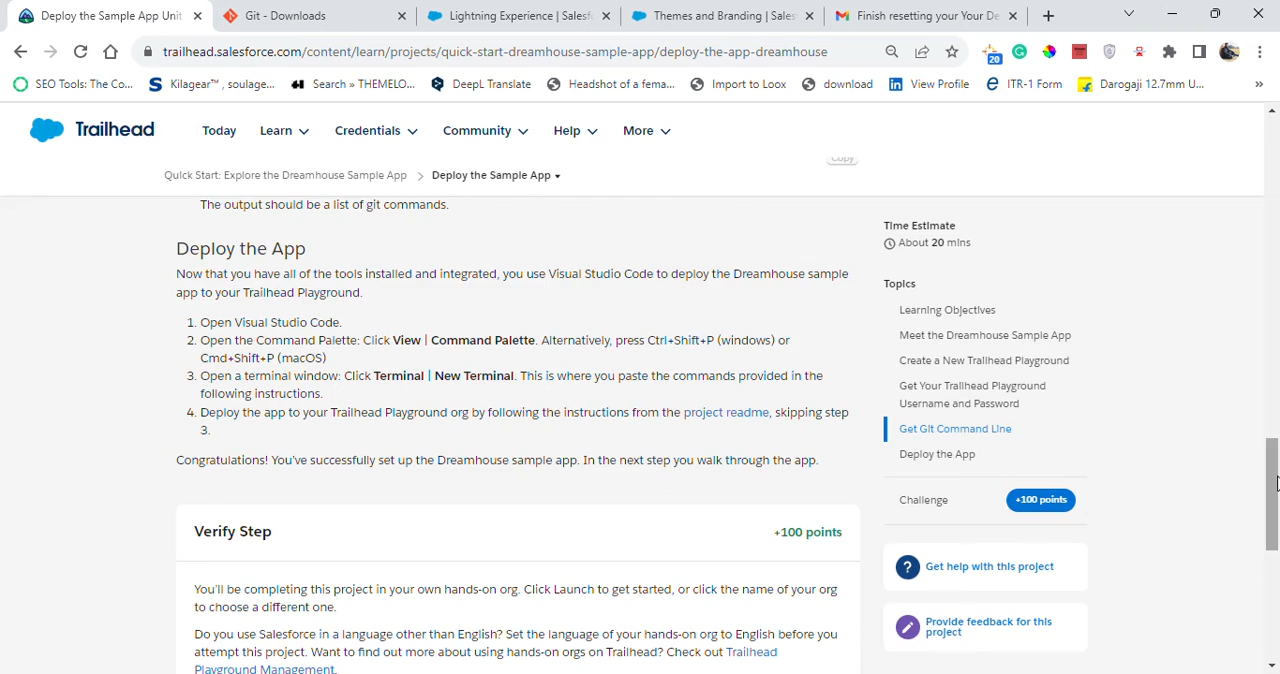 Deploy the Sample App Unit
Git - Downloads
Lightning Experience | Salesf
Themes and Branding | Sales
Finish resetting your Your De
trailhead.salesforce.com/content/learn/projects/quick-start-dreamhouse-sample-app/deploy-the-app-dreamhouse
20
SEO Tools: The Co...
Kilagear™ , soulage...
Search » THEMELO...
DeepL Translate
Headshot of a fema...
Import to Loox
download
View Profile
ITR-1 Form
Darogaji 12.7mm U...
»
Trailhead
Today
Learn
Credentials
Community
Help
More
Copy
Quick Start: Explore the Dreamhouse Sample App
Deploy the Sample App
The output should be a list of git commands.
Deploy the App
Now that you have all of the tools installed and integrated, you use Visual Studio Code to deploy the Dreamhouse sample
app to your Trailhead Playground.
1. Open Visual Studio Code.
2. Open the Command Palette: Click View | Command Palette. Alternatively, press Ctrl+Shift+P (windows) or
Cmd+Shift+P (macOS)
3. Open a terminal window: Click Terminal | New Terminal. This is where you paste the commands provided in the
following instructions.
4. Deploy the app to your Trailhead Playground org by following the instructions from the project readme, skipping step
3.
Congratulations! You've successfully set up the Dreamhouse sample app. In the next step you walk through the app.
Verify Step
+100 points
You'll be completing this project in your own hands-on org. Click Launch to get started, or click the name of your org
to choose a different one.
Do you use Salesforce in a language other than English? Set the language of your hands-on org to English before you
attempt this project. Want to find out more about using hands-on orgs on Trailhead? Check out Trailhead
Playground Management.
Time Estimate
About 20 mins
Topics
Learning Objectives
Meet the Dreamhouse Sample App
Create a New Trailhead Playground
Get Your Trailhead Playground
Username and Password
Get Git Command Line
Deploy the App
Challenge
+100 points
Get help with this project
Provide feedback for this
project